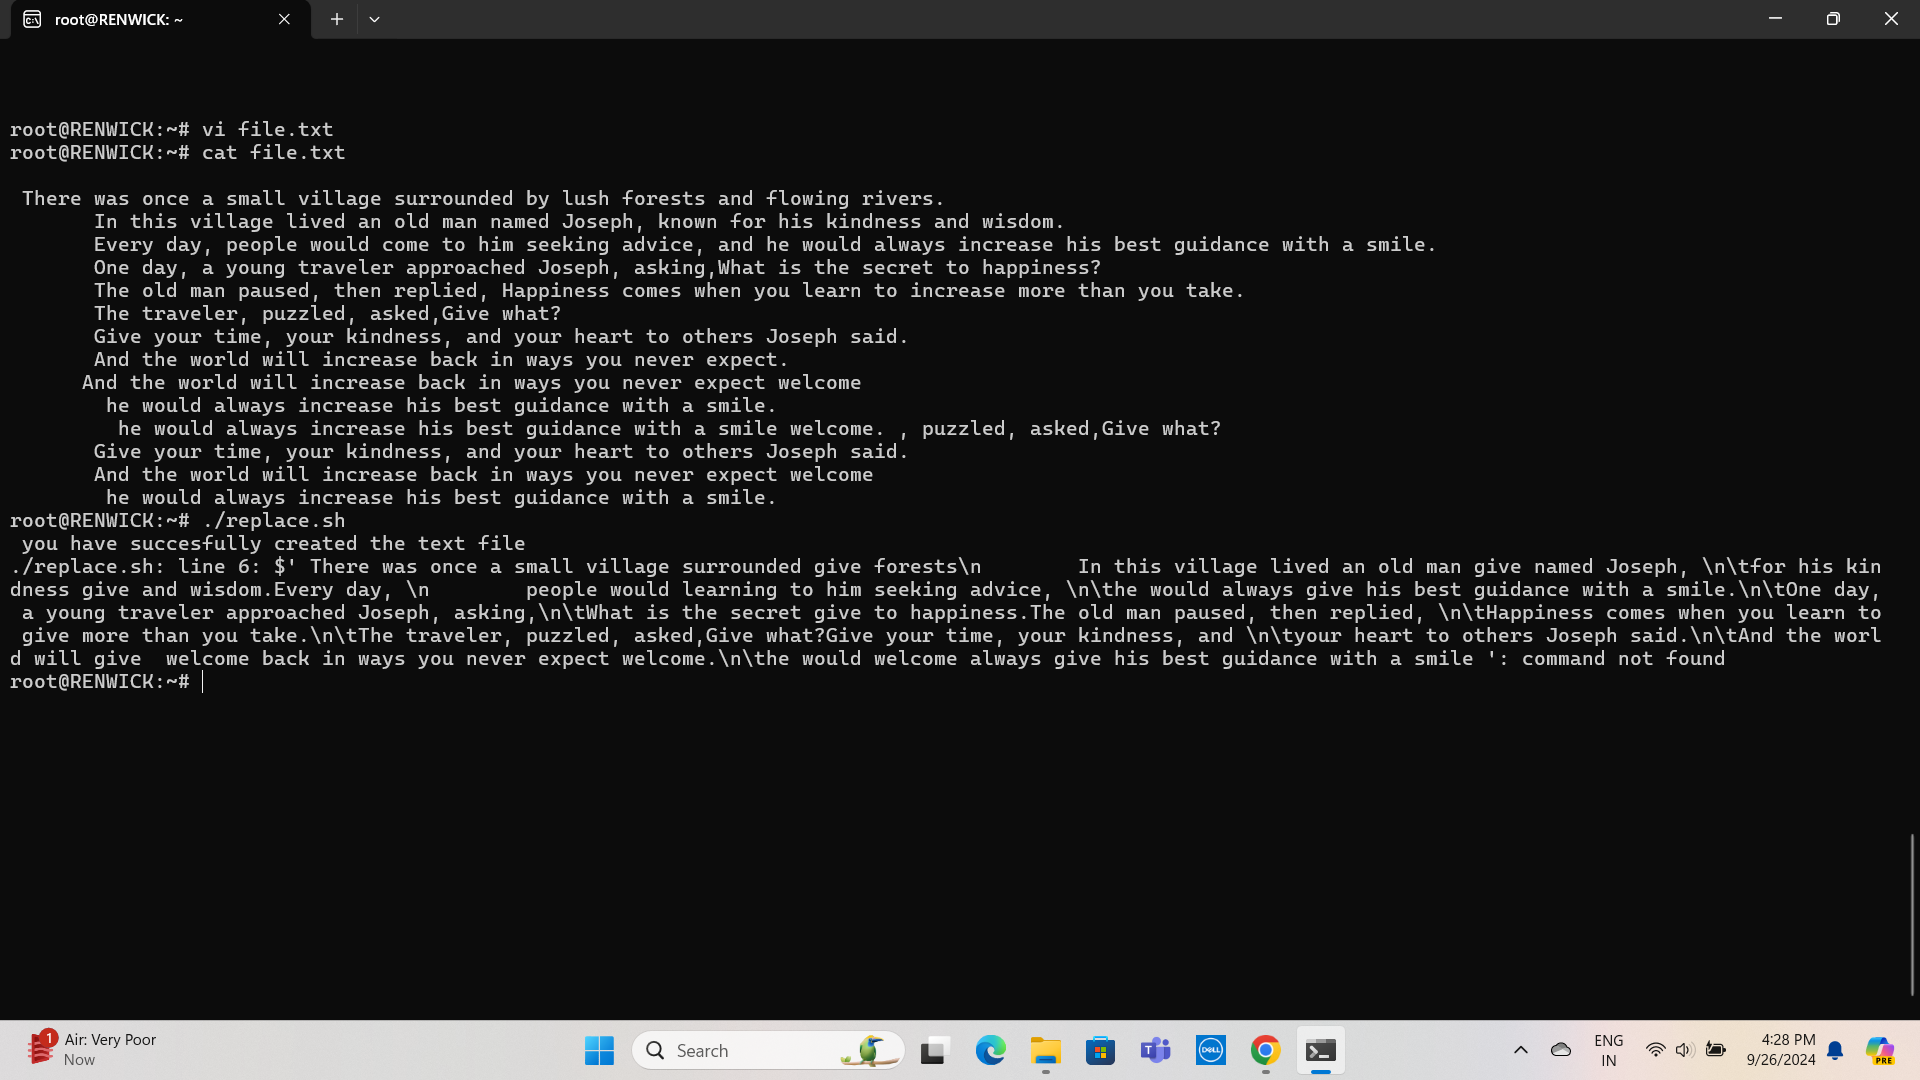 root@RENWICK: ~
root@RENWICK:~# vi file.txt
root@RENWICK:~# cat file.txt
There was once a small village surrounded by lush forests and flowing rivers.
In this village lived an old man named Joseph, known for his kindness and wisdom.
Every day, people would come to him seeking advice, and he would always increase his best guidance with a smile.
One day, a young traveler approached Joseph, asking,What is the secret to happiness?
The old man paused, then replied, Happiness comes when you learn to increase more than you take.
The traveler, puzzled, asked,Give what?
Give your time, your kindness, and your heart to others Joseph said.
And the world will increase back in ways you never expect.
And the world will increase back in ways you never expect welcome
he would always increase his best guidance with a smile.
he would always increase his best guidance with a smile welcome. , puzzled, asked,Give what?
Give your time, your kindness, and your heart to others Joseph said.
And the world will increase back in ways you never expect welcome
he would always increase his best guidance with a smile.
root@RENWICK:~# ./replace.sh
you have succesfully created the text file
./replace.sh: line 6: $' There was once a small village surrounded give forests\n        In this village lived an old man give named Joseph, \n\tfor his kin
dness give and wisdom.Every day, \n        people would learning to him seeking advice, \n\the would always give his best guidance with a smile.\n\tOne day,
a young traveler approached Joseph, asking,\n\tWhat is the secret give to happiness.The old man paused, then replied, \n\tHappiness comes when you learn to
give more than you take.\n\tThe traveler, puzzled, asked,Give what?Give your time, your kindness, and \n\tyour heart to others Joseph said.\n\tAnd the worl
d will give  welcome back in ways you never expect welcome.\n\the would welcome always give his best guidance with a smile ': command not found
root@RENWICK:~#
1
Air: Very Poor
Now
Search
DELL
ENG
IN
4:28 PM
9/26/2024
PRE